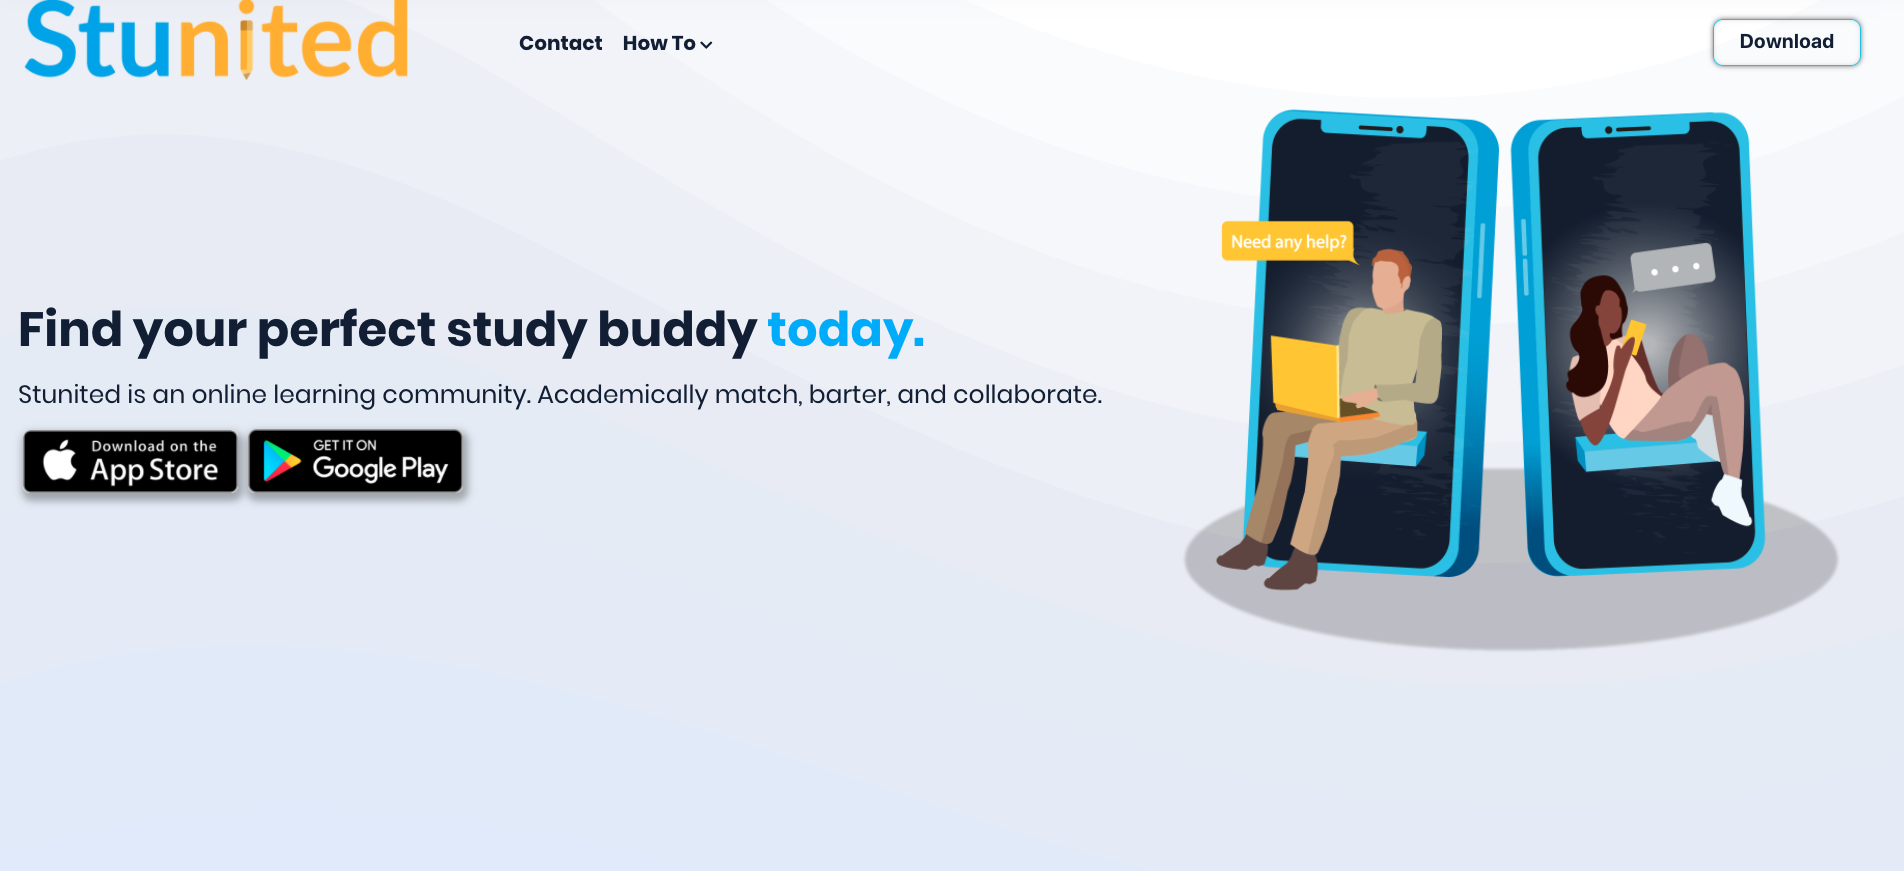 Stunited
Contact
How To
Download
Need any help?
Find your perfect study buddy today.
Stunited is an online learning community. Academically match, barter, and collaborate.
Download on the
App Store
GET IT ON
Google Play